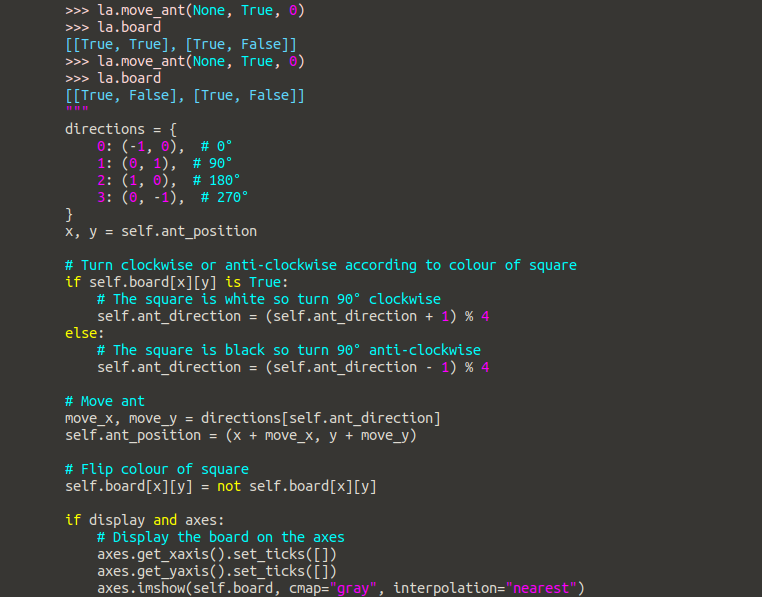 >>> la.move_ant(None, True, 0)
>>> la.board
[[True, True], [True, False]]
>>> la.move_ant(None, True, 0)
>>> la.board
[[True, False], [True, False]]
"""
directions = {
0: (-1, 0),  # 0°
1: (0, 1),  # 90°
2: (1, 0),  # 180°
3: (0, -1),  # 270°
}
x, y = self.ant_position
# Turn clockwise or anti-clockwise according to colour of square
if self.board[x][y] is True:
# The square is white so turn 90° clockwise
self.ant_direction = (self.ant_direction + 1) % 4
else:
# The square is black so turn 90° anti-clockwise
self.ant_direction = (self.ant_direction - 1) % 4
# Move ant
move_x, move_y = directions[self.ant_direction]
self.ant_position = (x + move_x, y + move_y)
# Flip colour of square
self.board[x][y] = not self.board[x][y]
if display and axes:
# Display the board on the axes
axes.get_xaxis().set_ticks([])
axes.get_yaxis().set_ticks([])
axes.imshow(self.board, cmap="gray", interpolation="nearest")